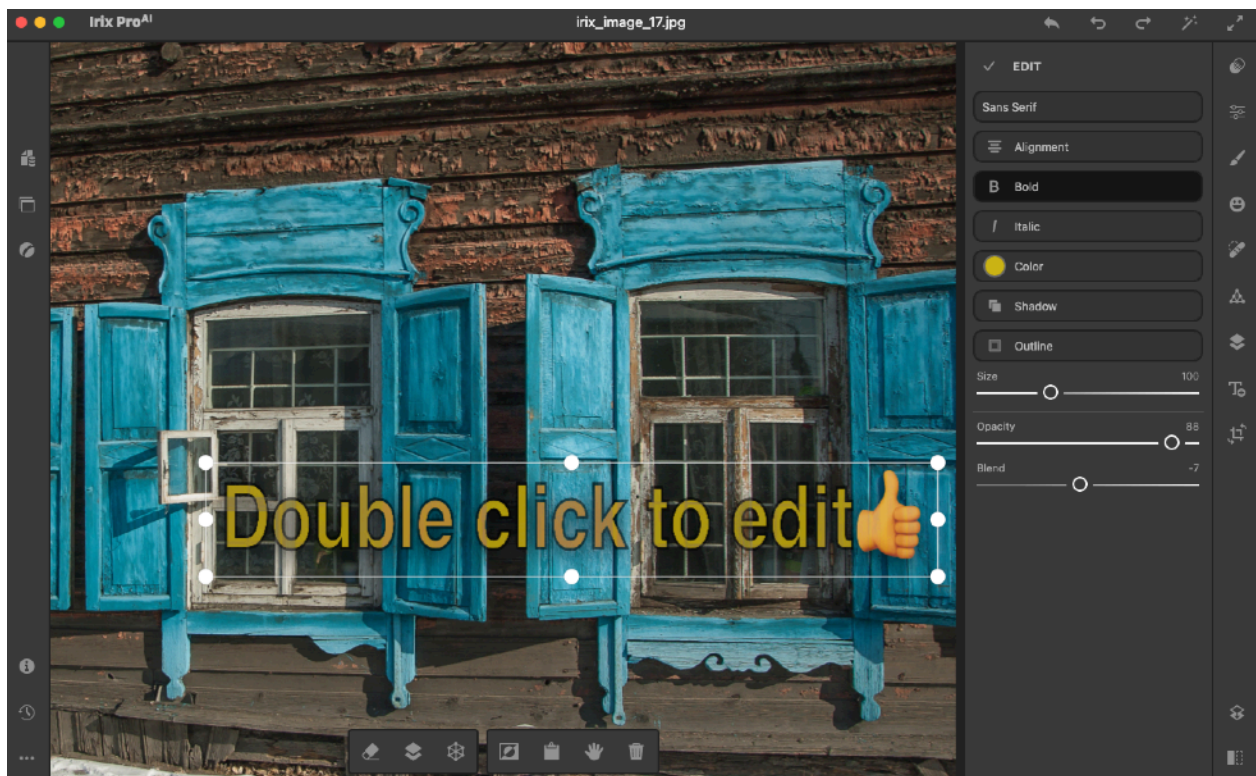 Irix Pro AI
irix_image_17.jpg
EDIT
Sans Serif
Alignment
B Bold
I Italic
Color
Shadow
Outline
Size 100
Opacity 88
Blend -7
Double click to edit👍